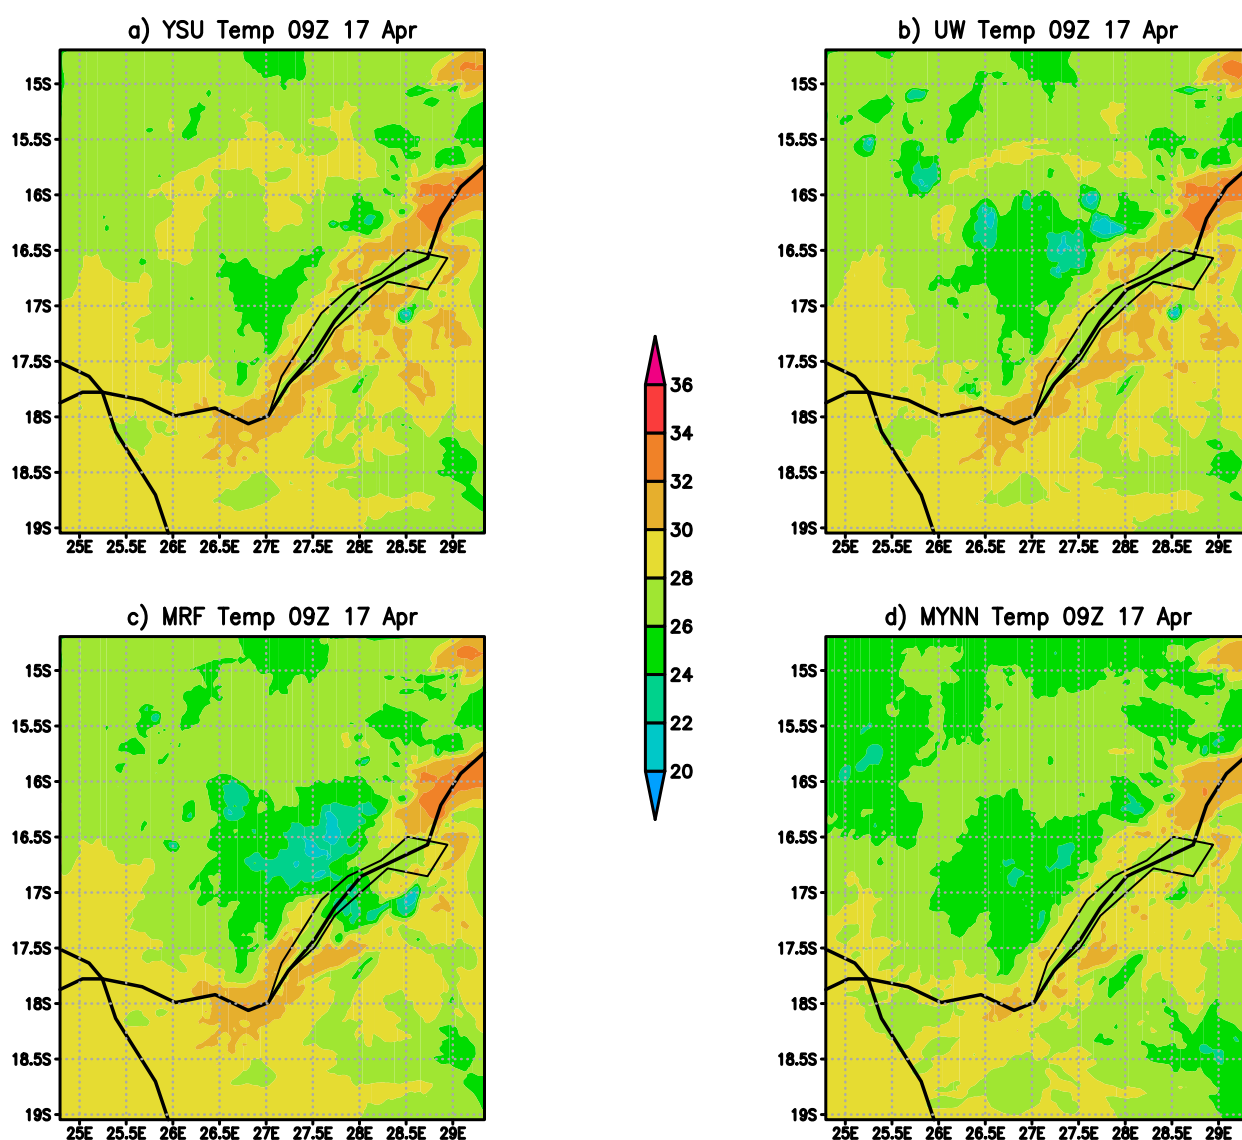 a) YSU Temp 09Z 17 Apr
15S
15.5S
16S
16.5S
17S
17.5S
18S
18.5S
19S
25E 25.5E 26E 26.5E 27E 27.5E 28E 28.5E 29E
b) UW Temp 09Z 17 Apr
15S
15.5S
16S
16.5S
17S
17.5S
18S
18.5S
19S
25E 25.5E 26E 26.5E 27E 27.5E 28E 28.5E 29E
36
34
32
30
28
26
24
22
20
c) MRF Temp 09Z 17 Apr
15S
15.5S
16S
16.5S
17S
17.5S
18S
18.5S
19S
25E 25.5E 26E 26.5E 27E 27.5E 28E 28.5E 29E
d) MYNN Temp 09Z 17 Apr
15S
15.5S
16S
16.5S
17S
17.5S
18S
18.5S
19S
25E 25.5E 26E 26.5E 27E 27.5E 28E 28.5E 29E